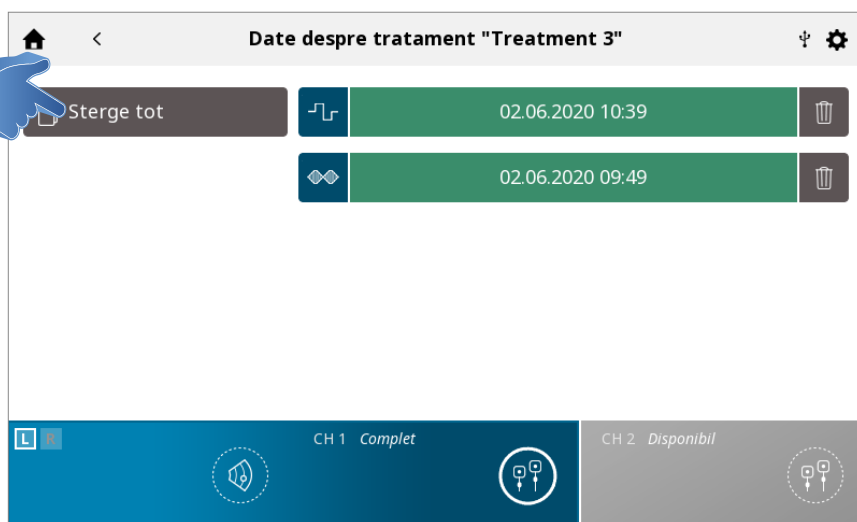 Date despre tratament "Treatment 3"
Sterge tot
02.06.2020 10:39
02.06.2020 09:49
L R
CH 1 Complet
CH 2 Disponibil